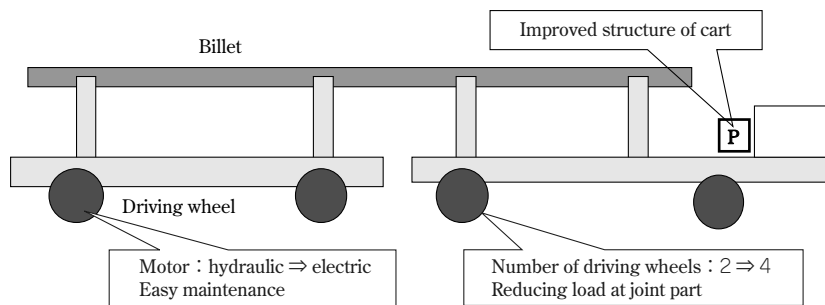 Improved structure of cart
Billet
P
Driving wheel
Motor：hydraulic ⇒ electric
Easy maintenance
Number of driving wheels：2 ⇒ 4
Reducing load at joint part